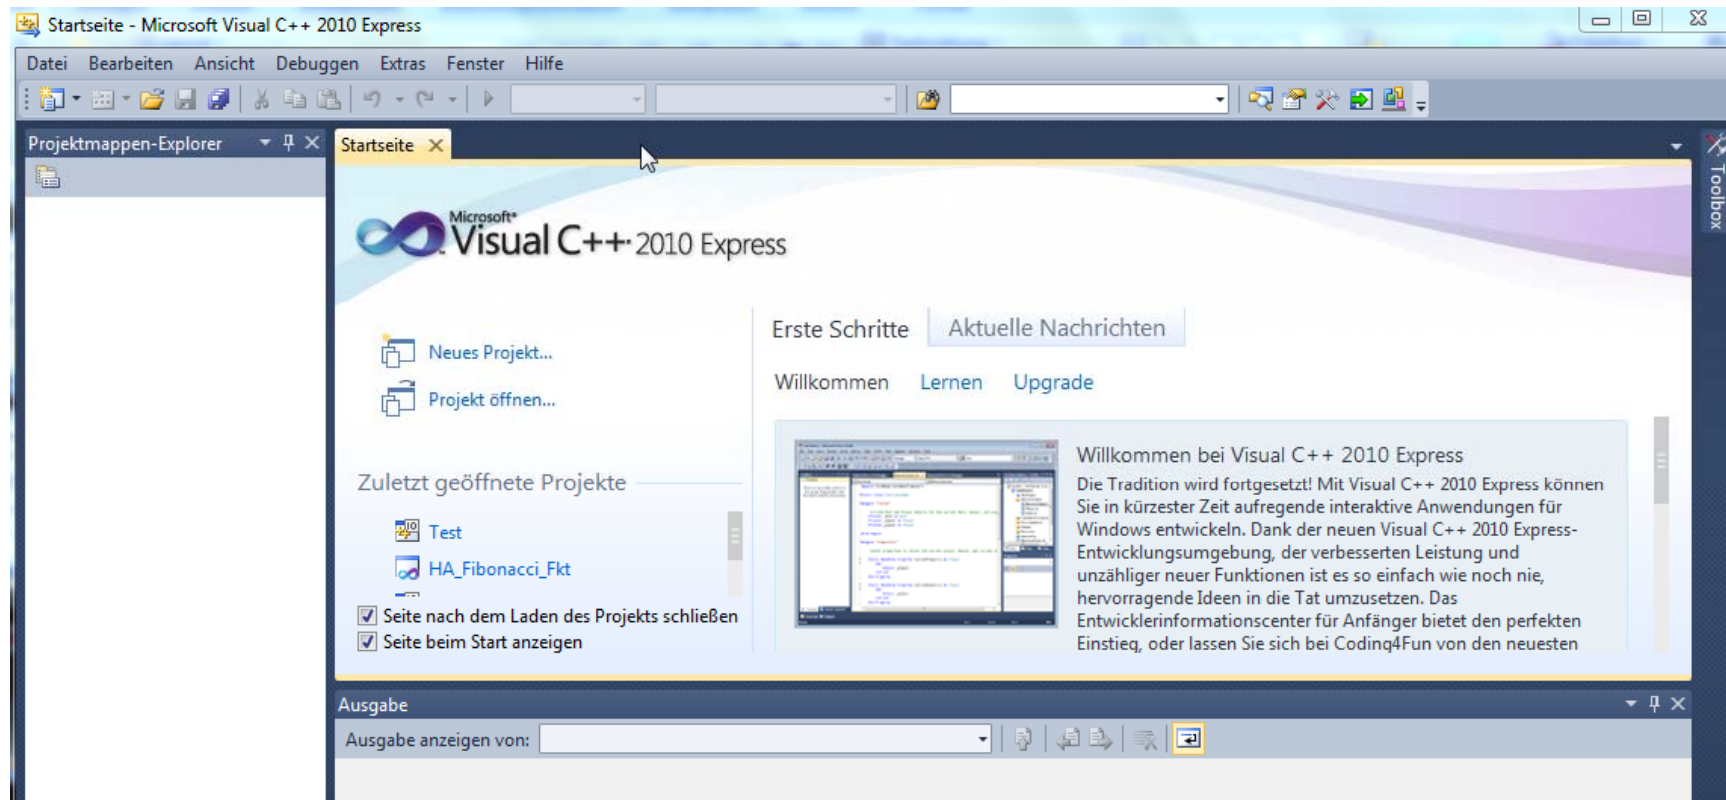 Startseite - Microsoft Visual C++ 2010 Express
Datei Bearbeiten Ansicht Debuggen Extras Fenster Hilfe
Projektmappen-Explorer
Startseite
Toolbox
Microsoft
Visual C++ 2010 Express
Neues Projekt...
Projekt öffnen...
Zuletzt geöffnete Projekte
Test
HA_Fibonacci_Fkt
Seite nach dem Laden des Projekts schließen
Seite beim Start anzeigen
Erste Schritte Aktuelle Nachrichten
Willkommen Lernen Upgrade
Willkommen bei Visual C++ 2010 Express
Die Tradition wird fortgesetzt! Mit Visual C++ 2010 Express können
Sie in kürzester Zeit aufregende interaktive Anwendungen für
Windows entwickeln. Dank der neuen Visual C++ 2010 Express-
Entwicklungsumgebung, der verbesserten Leistung und
unzähliger neuer Funktionen ist es so einfach wie noch nie,
hervorragende Ideen in die Tat umzusetzen. Das
Entwicklerinformationscenter für Anfänger bietet den perfekten
Einstieg, oder lassen Sie sich bei Coding4Fun von den neuesten
Ausgabe
Ausgabe anzeigen von: